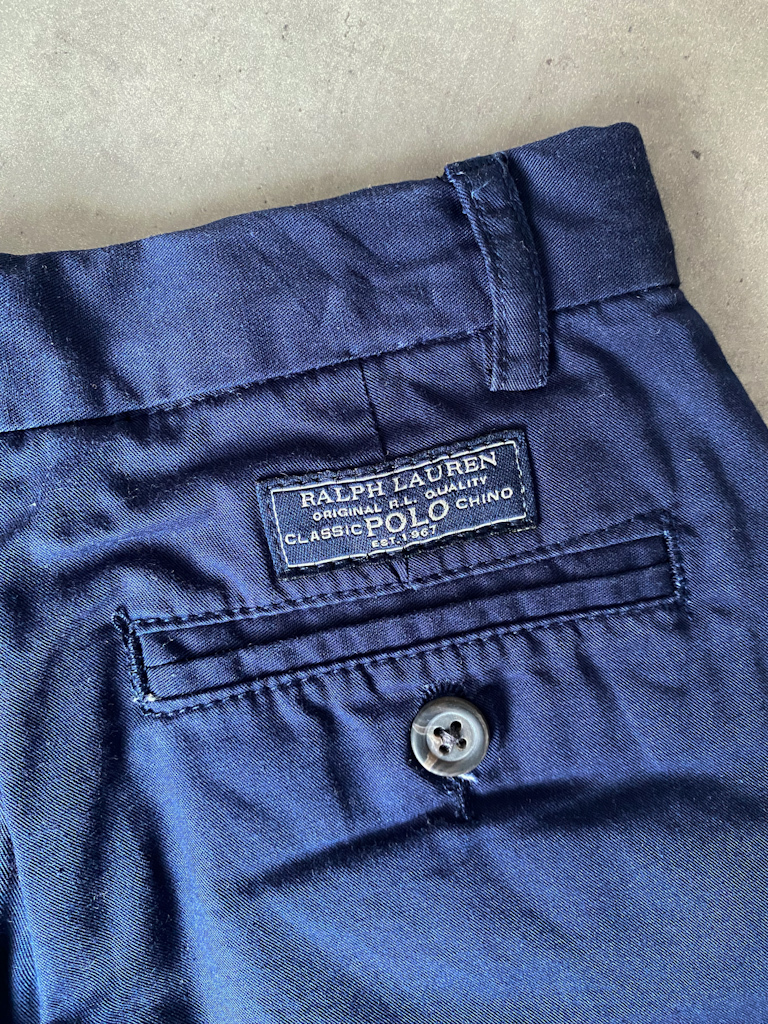 RALPH LAUREN
ORIGINAL R.L. QUALITY
CLASSIC POLO CHINO
EST. 1967